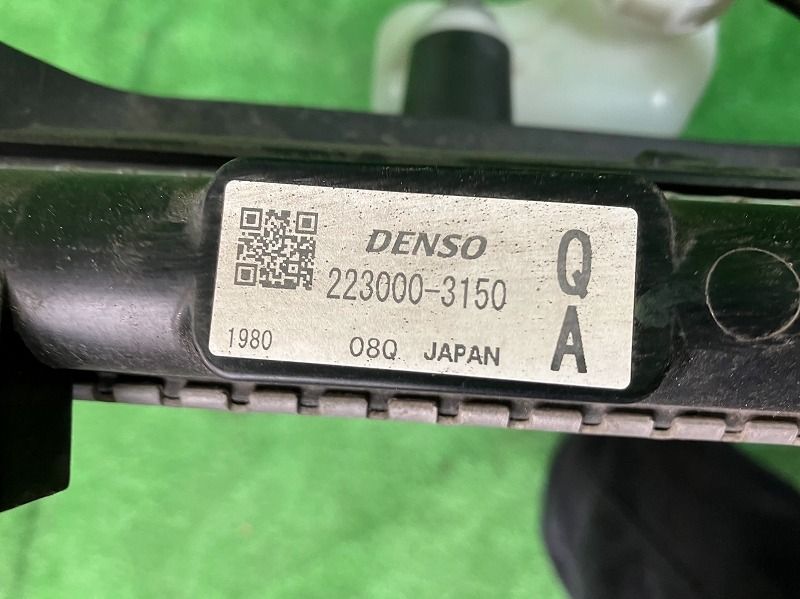 DENSO
Q
223000-3150
1980
08Q JAPAN
A